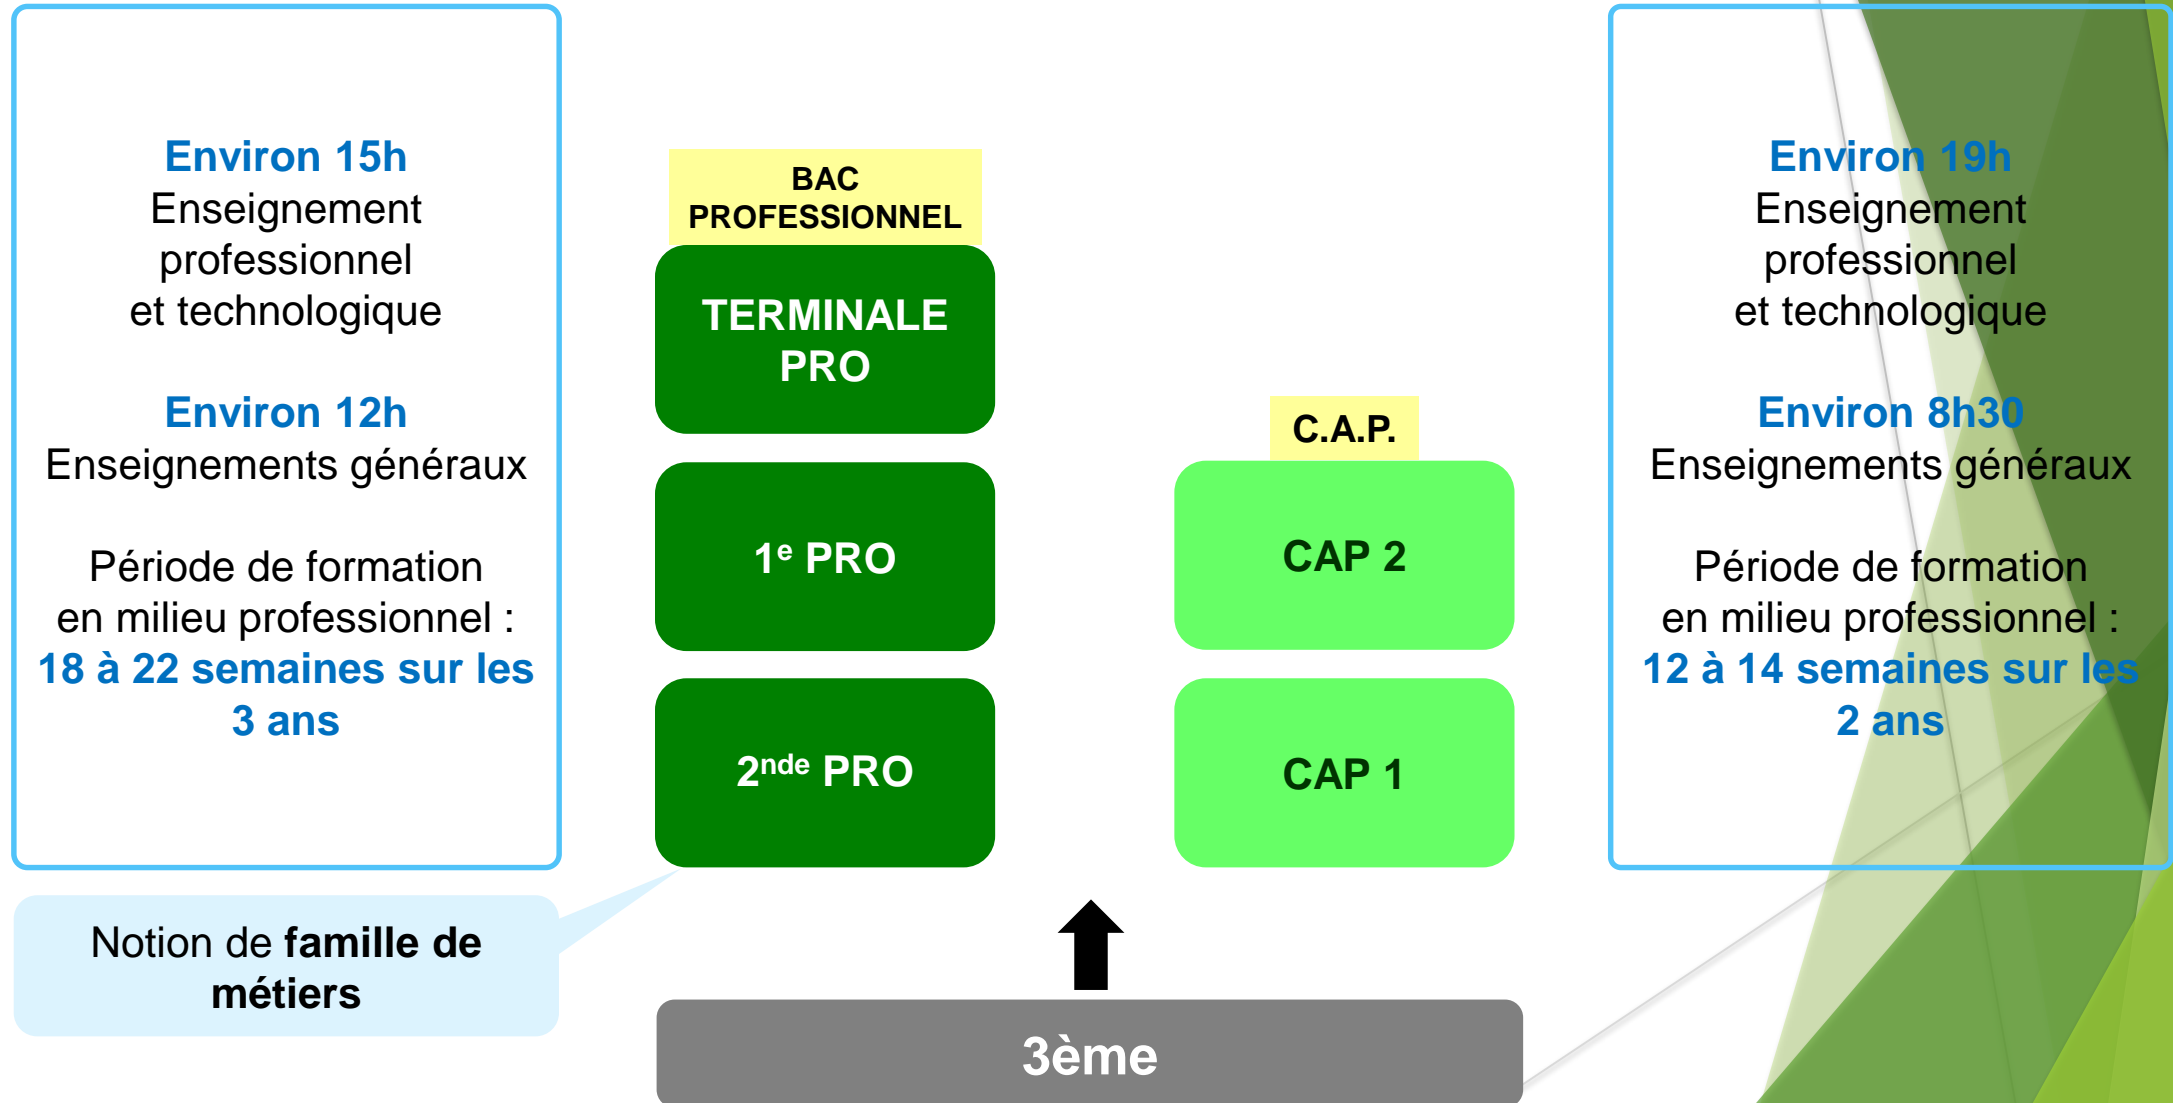 Environ 15h
Enseignement
professionnel
et technologique
Environ 12h
Enseignements généraux
Période de formation
en milieu professionnel :
18 à 22 semaines sur les
3 ans
Notion de famille de
métiers
BAC
PROFESSIONNEL
TERMINALE
PRO
1e PRO
2nde PRO
C.A.P.
CAP 2
CAP 1
3ème
Environ 19h
Enseignement
professionnel
et technologique
Environ 8h30
Enseignements généraux
Période de formation
en milieu professionnel :
12 à 14 semaines sur les
2 ans